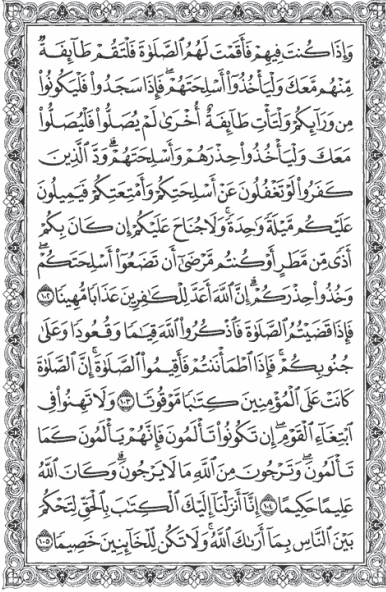 وَإِذَا كُنتَ فِيهِمْ فَأَقَمْتَ لَهُمُ ٱلصَّلَوٰةَ فَلْتَقُمْ طَآئِفَةٌ
مِّنْهُم مَّعَكَ وَلْيَأْخُذُوٓا۟ أَسْلِحَتَهُمْ ۖ فَإِذَا سَجَدُوا۟ فَلْيَكُونُوا۟
مِن وَرَآئِكُمْ وَلْتَأْتِ طَآئِفَةٌ أُخْرَىٰ لَمْ يُصَلُّوا۟ فَلْيُصَلُّوا۟
مَعَكَ وَلْيَأْخُذُوا۟ حِذْرَهُمْ وَأَسْلِحَتَهُمْ ۗ وَدَّ ٱلَّذِينَ
كَفَرُوا۟ لَوْ تَغْفُلُونَ عَنْ أَسْلِحَتِكُمْ وَأَمْتِعَتِكُمْ فَيَمِيلُونَ
عَلَيْكُم مَّيْلَةً وَٰحِدَةً ۚ وَلَا جُنَاحَ عَلَيْكُمْ إِن كَانَ بِكُمْ
أَذًى مِّن مَّطَرٍ أَوْ كُنتُم مَّرْضَىٰٓ أَن تَضَعُوٓا۟ أَسْلِحَتَكُمْ ۖ
وَخُذُوا۟ حِذْرَكُمْ ۗ إِنَّ ٱللَّهَ أَعَدَّ لِلْكَٰفِرِينَ عَذَابًا مُّهِينًا ١٠٢
فَإِذَا قَضَيْتُمُ ٱلصَّلَوٰةَ فَٱذْكُرُوا۟ ٱللَّهَ قِيَٰمًا وَقُعُودًا وَعَلَىٰ
جُنُوبِكُمْ ۚ فَإِذَا ٱطْمَأْنَنتُمْ فَأَقِيمُوا۟ ٱلصَّلَوٰةَ ۚ إِنَّ ٱلصَّلَوٰةَ
كَانَتْ عَلَى ٱلْمُؤْمِنِينَ كِتَٰبًا مَّوْقُوتًا ١٠٣ وَلَا تَهِنُوا۟ فِى
ٱبْتِغَآءِ ٱلْقَوْمِ ۖ إِن تَكُونُوا۟ تَأْلَمُونَ فَإِنَّهُمْ يَأْلَمُونَ كَمَا
تَأْلَمُونَ ۖ وَتَرْجُونَ مِنَ ٱللَّهِ مَا لَا يَرْجُونَ ۗ وَكَانَ ٱللَّهُ
عَلِيمًا حَكِيمًا ١٠٤ إِنَّآ أَنزَلْنَآ إِلَيْكَ ٱلْكِتَٰبَ بِٱلْحَقِّ لِتَحْكُمَ
بَيْنَ ٱلنَّاسِ بِمَآ أَرَىٰكَ ٱللَّهُ ۚ وَلَا تَكُن لِّلْخَآئِنِينَ خَصِيمًا ١٠٥